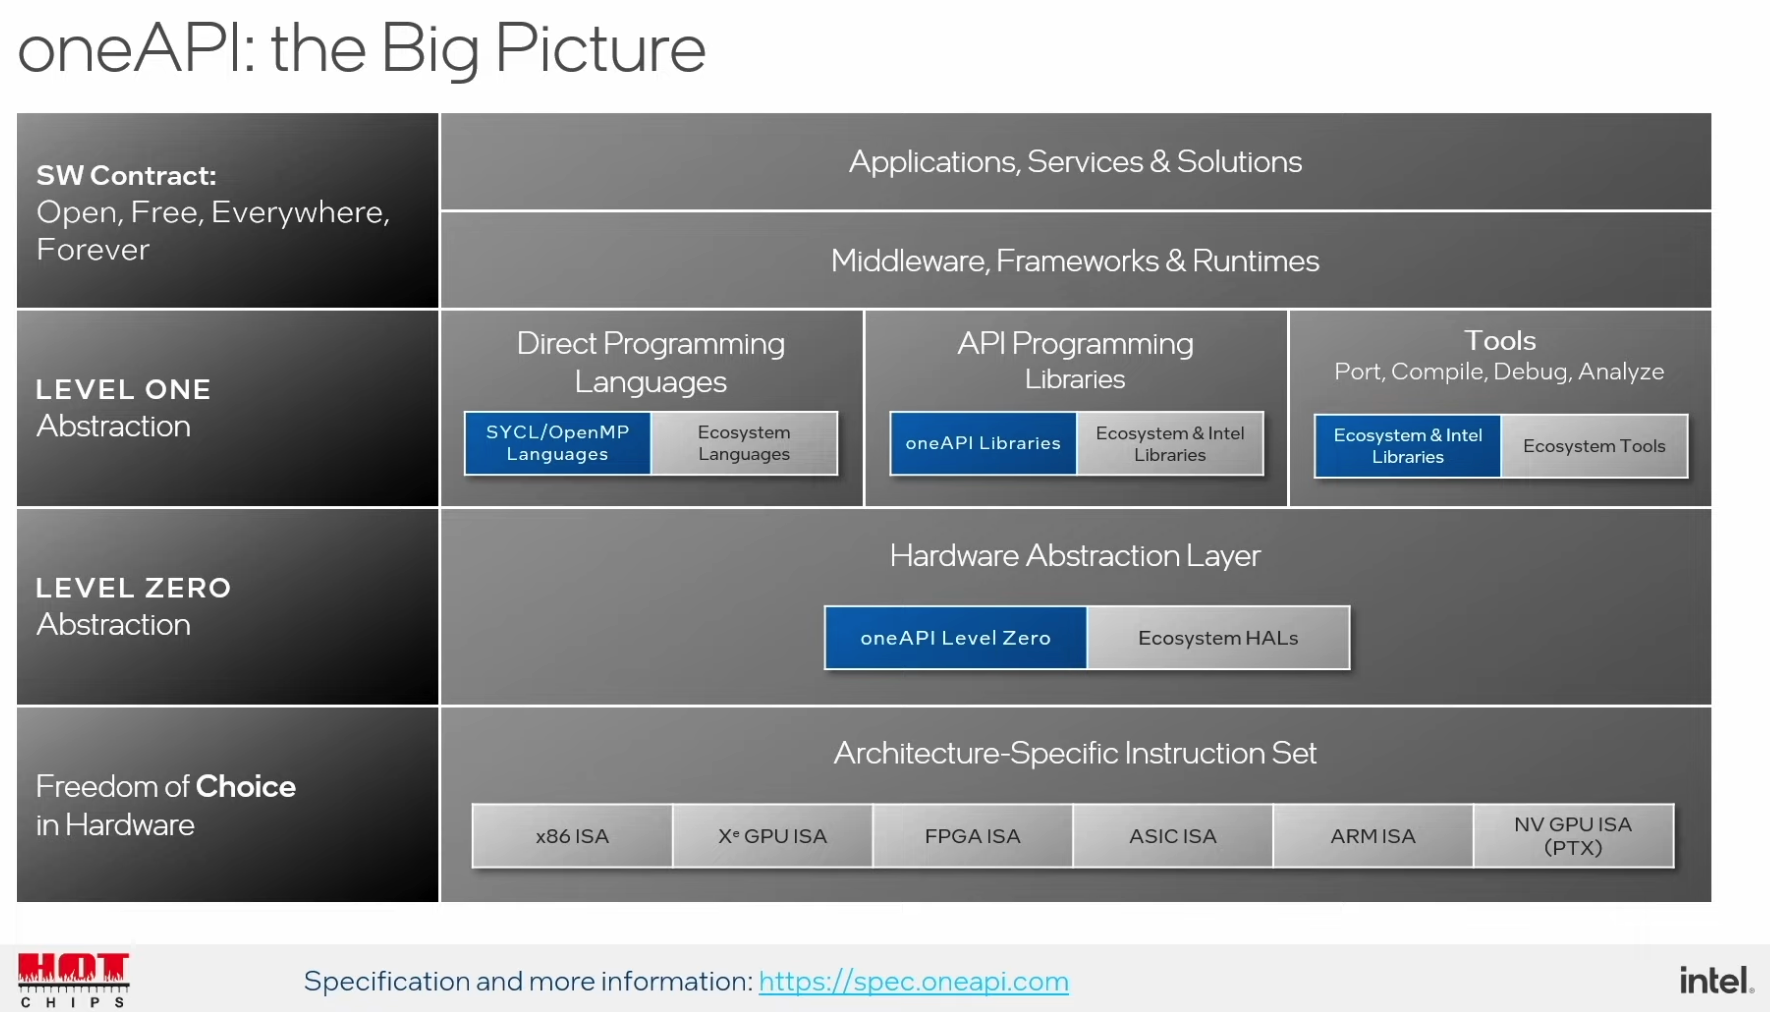 oneAPI: the Big Picture
SW Contract:
Open, Free, Everywhere,
Forever
Applications, Services & Solutions
Middleware, Frameworks & Runtimes
LEVEL ONE
Abstraction
Direct Programming
Languages
SYCL/OpenMP
Languages
Ecosystem
Languages
API Programming
Libraries
oneAPI Libraries
Ecosystem & Intel
Libraries
Tools
Port, Compile, Debug, Analyze
Ecosystem & Intel
Libraries
Ecosystem Tools
LEVEL ZERO
Abstraction
Hardware Abstraction Layer
oneAPI Level Zero
Ecosystem HALs
Freedom of Choice
in Hardware
Architecture-Specific Instruction Set
x86 ISA
Xᵉ GPU ISA
FPGA ISA
ASIC ISA
ARM ISA
NV GPU ISA
(PTX)
HOT
CHIPS
Specification and more information: https://spec.oneapi.com
intel.